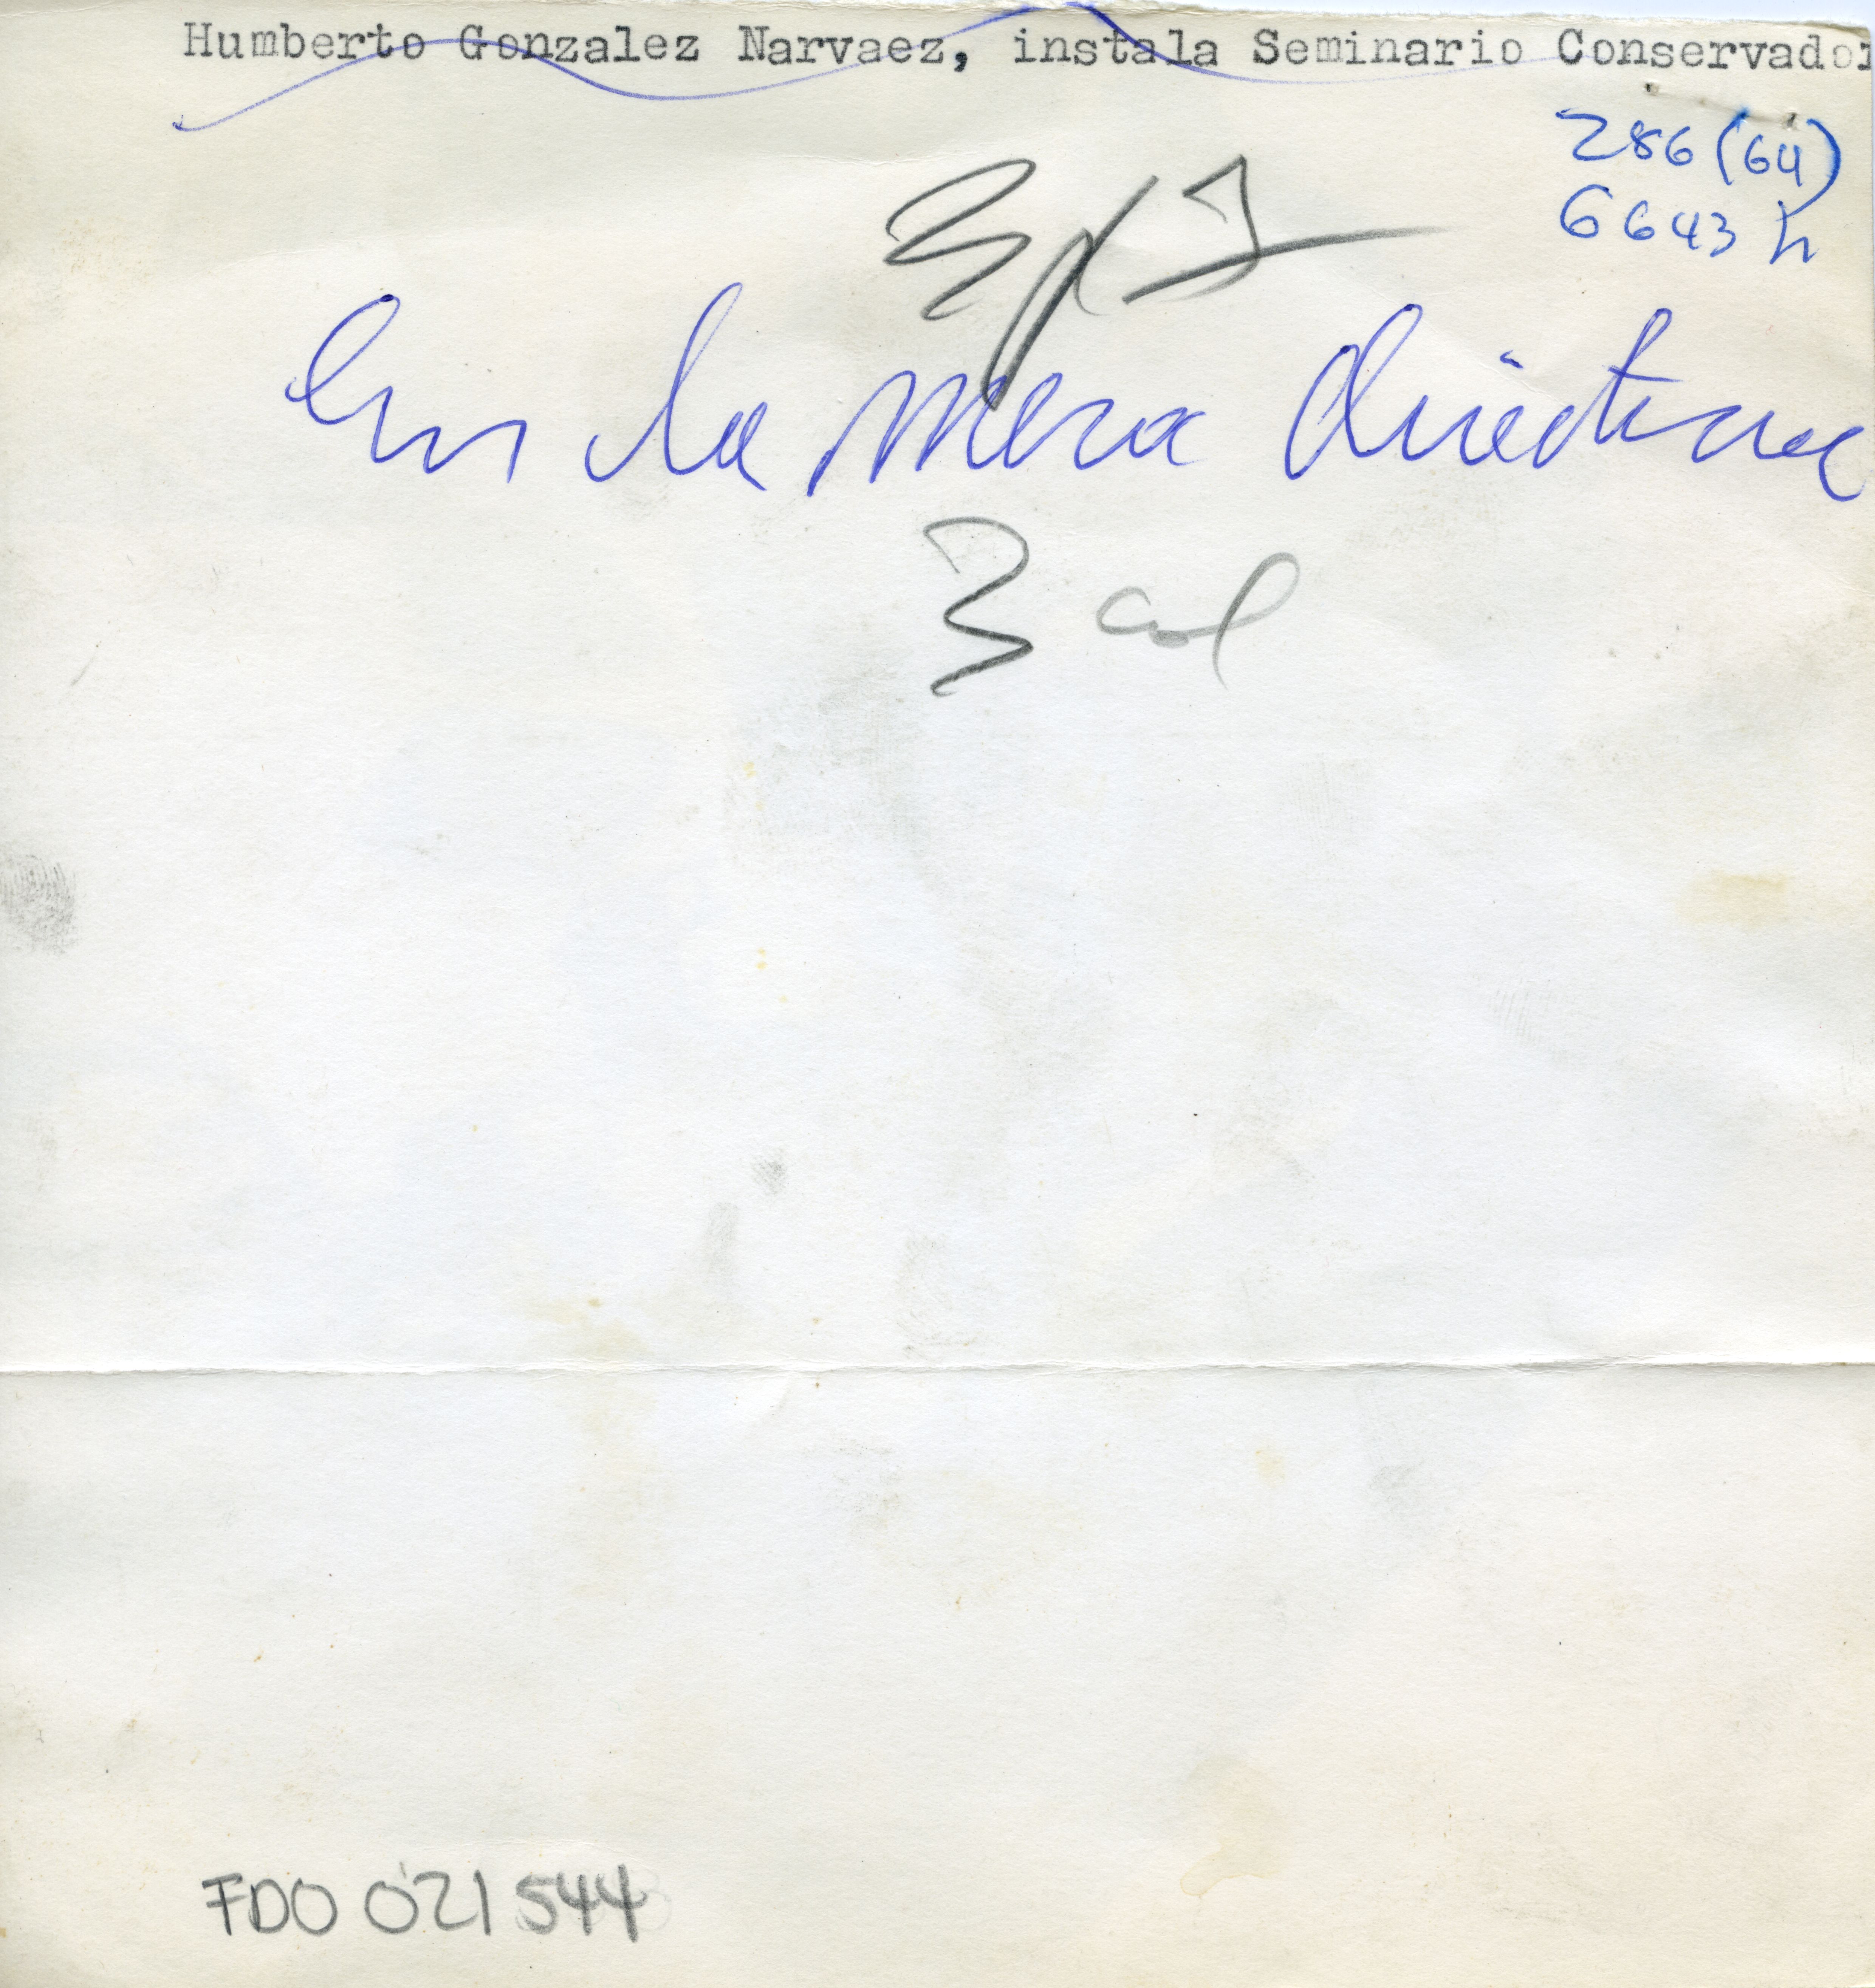 Humberto Gonzalez Narvaez, instala Seminario Conservador
286 (64)
6643 h
En la mesa directiva
3 col
FDO 021544